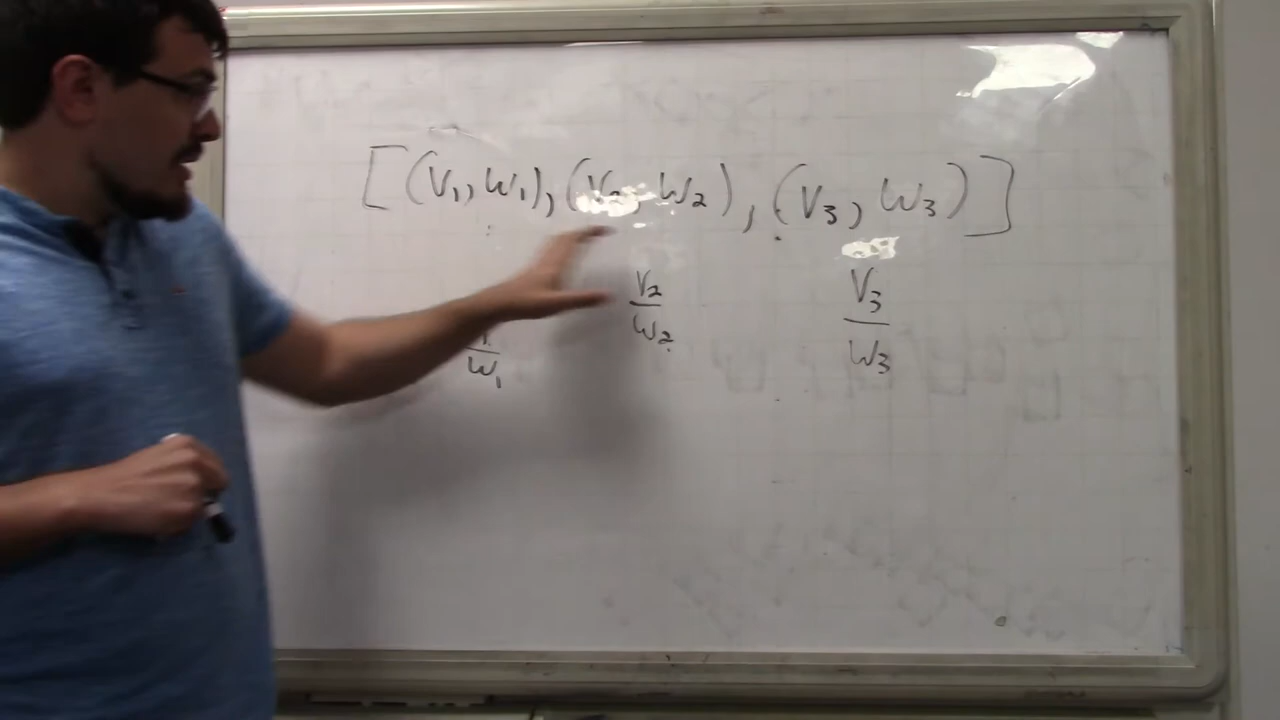 [(V₁, W₁), (V₂, W₂), (V₃, W₃)]
V₂/W₂ V₃/W₃
W₁